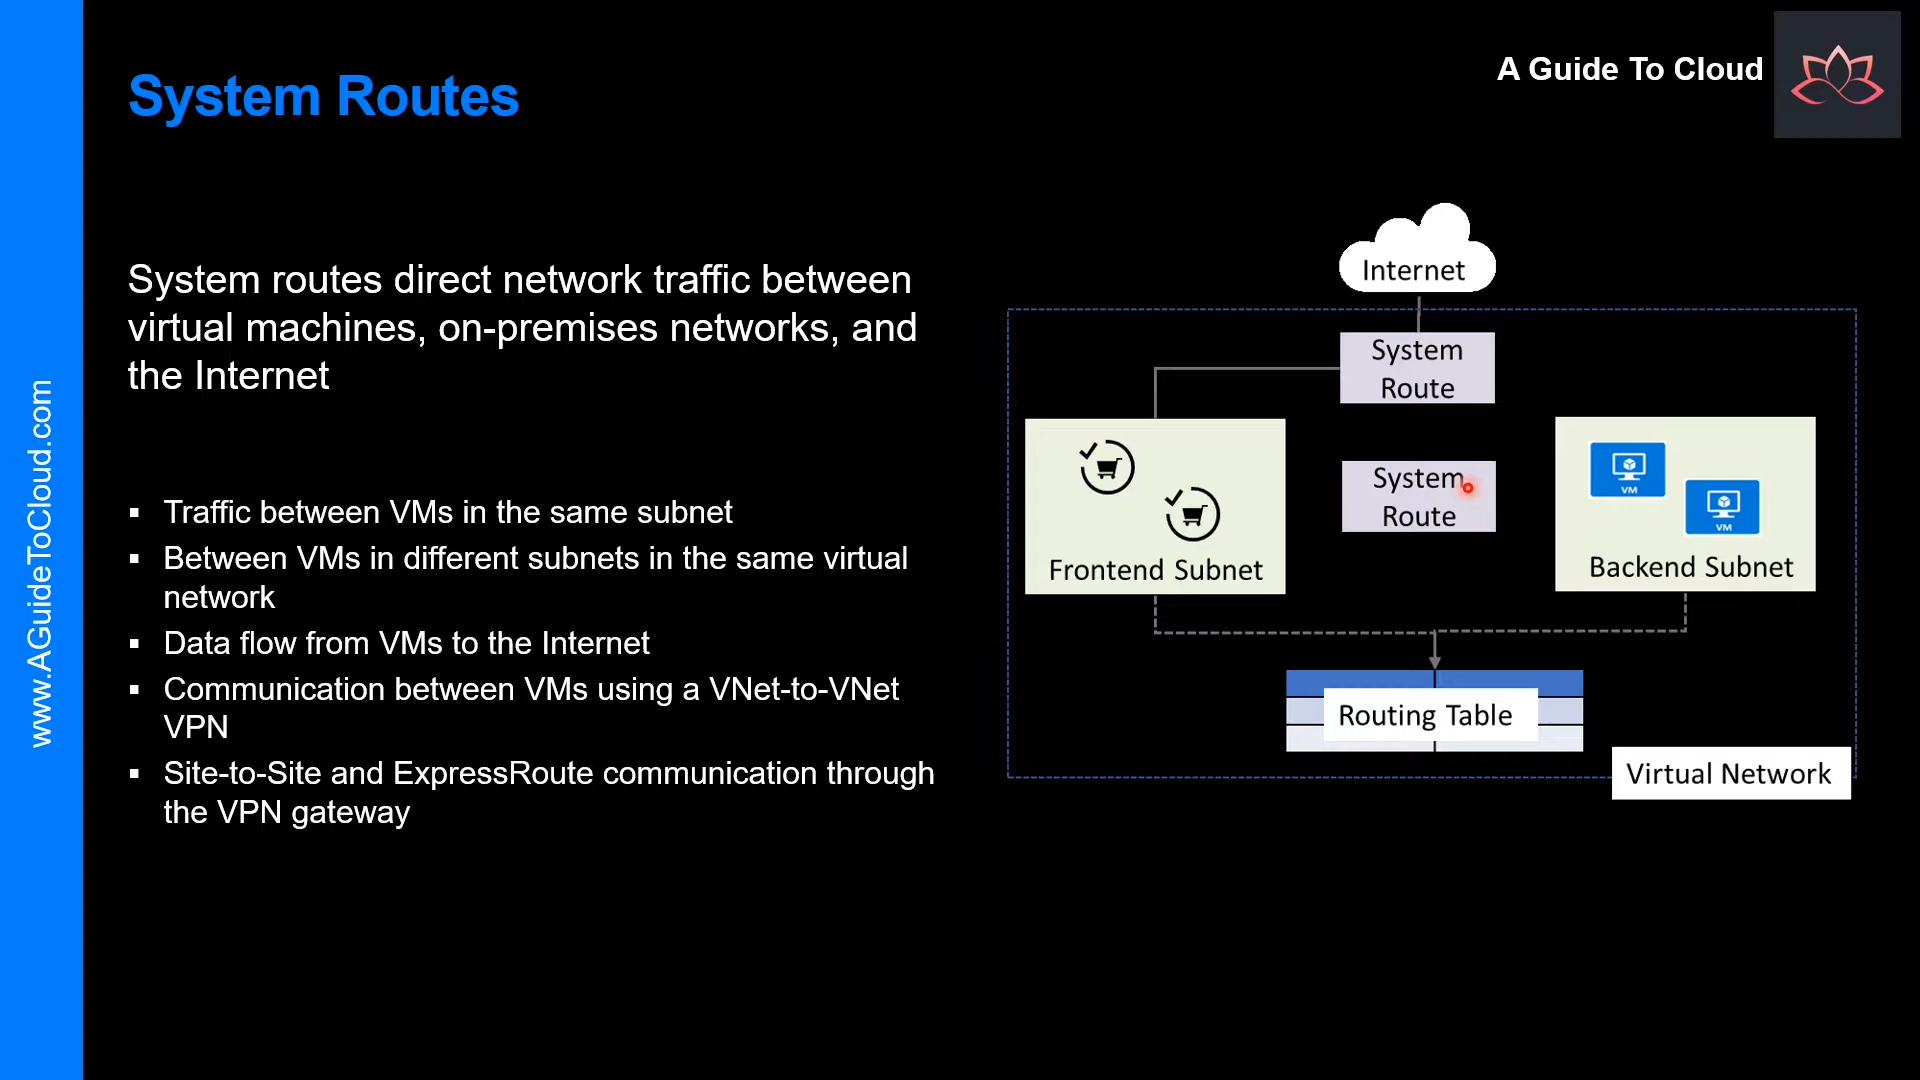 System Routes
A Guide To Cloud
www.AGuideToCloud.com
System routes direct network traffic between
virtual machines, on-premises networks, and
the Internet
▪ Traffic between VMs in the same subnet
▪ Between VMs in different subnets in the same virtual
network
▪ Data flow from VMs to the Internet
▪ Communication between VMs using a VNet-to-VNet
VPN
▪ Site-to-Site and ExpressRoute communication through
the VPN gateway
Internet
System
Route
System
Route
Frontend Subnet
VM
VM
Backend Subnet
Routing Table
Virtual Network